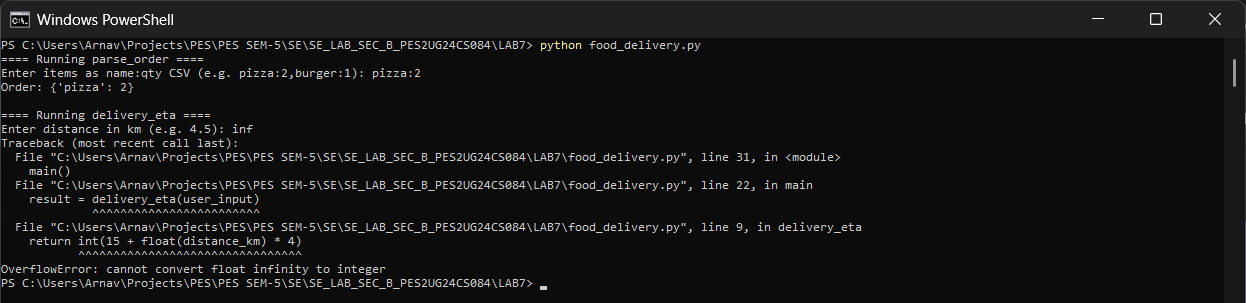 Windows PowerShell
PS C:\Users\Arnav\Projects\PES\PES SEM-5\SE\SE_LAB_SEC_B_PES2UG24CS084\LAB7> python food_delivery.py
==== Running parse_order ====
Enter items as name:qty CSV (e.g. pizza:2,burger:1): pizza:2
Order: {'pizza': 2}
==== Running delivery_eta ====
Enter distance in km (e.g. 4.5): inf
Traceback (most recent call last):
  File "C:\Users\Arnav\Projects\PES\PES SEM-5\SE\SE_LAB_SEC_B_PES2UG24CS084\LAB7\food_delivery.py", line 31, in <module>
    main()
  File "C:\Users\Arnav\Projects\PES\PES SEM-5\SE\SE_LAB_SEC_B_PES2UG24CS084\LAB7\food_delivery.py", line 22, in main
    result = delivery_eta(user_input)
             ^^^^^^^^^^^^^^^^^^^^^^^^
  File "C:\Users\Arnav\Projects\PES\PES SEM-5\SE\SE_LAB_SEC_B_PES2UG24CS084\LAB7\food_delivery.py", line 9, in delivery_eta
    return int(15 + float(distance_km) * 4)
           ^^^^^^^^^^^^^^^^^^^^^^^^^^^^^^^^
OverflowError: cannot convert float infinity to integer
PS C:\Users\Arnav\Projects\PES\PES SEM-5\SE\SE_LAB_SEC_B_PES2UG24CS084\LAB7>